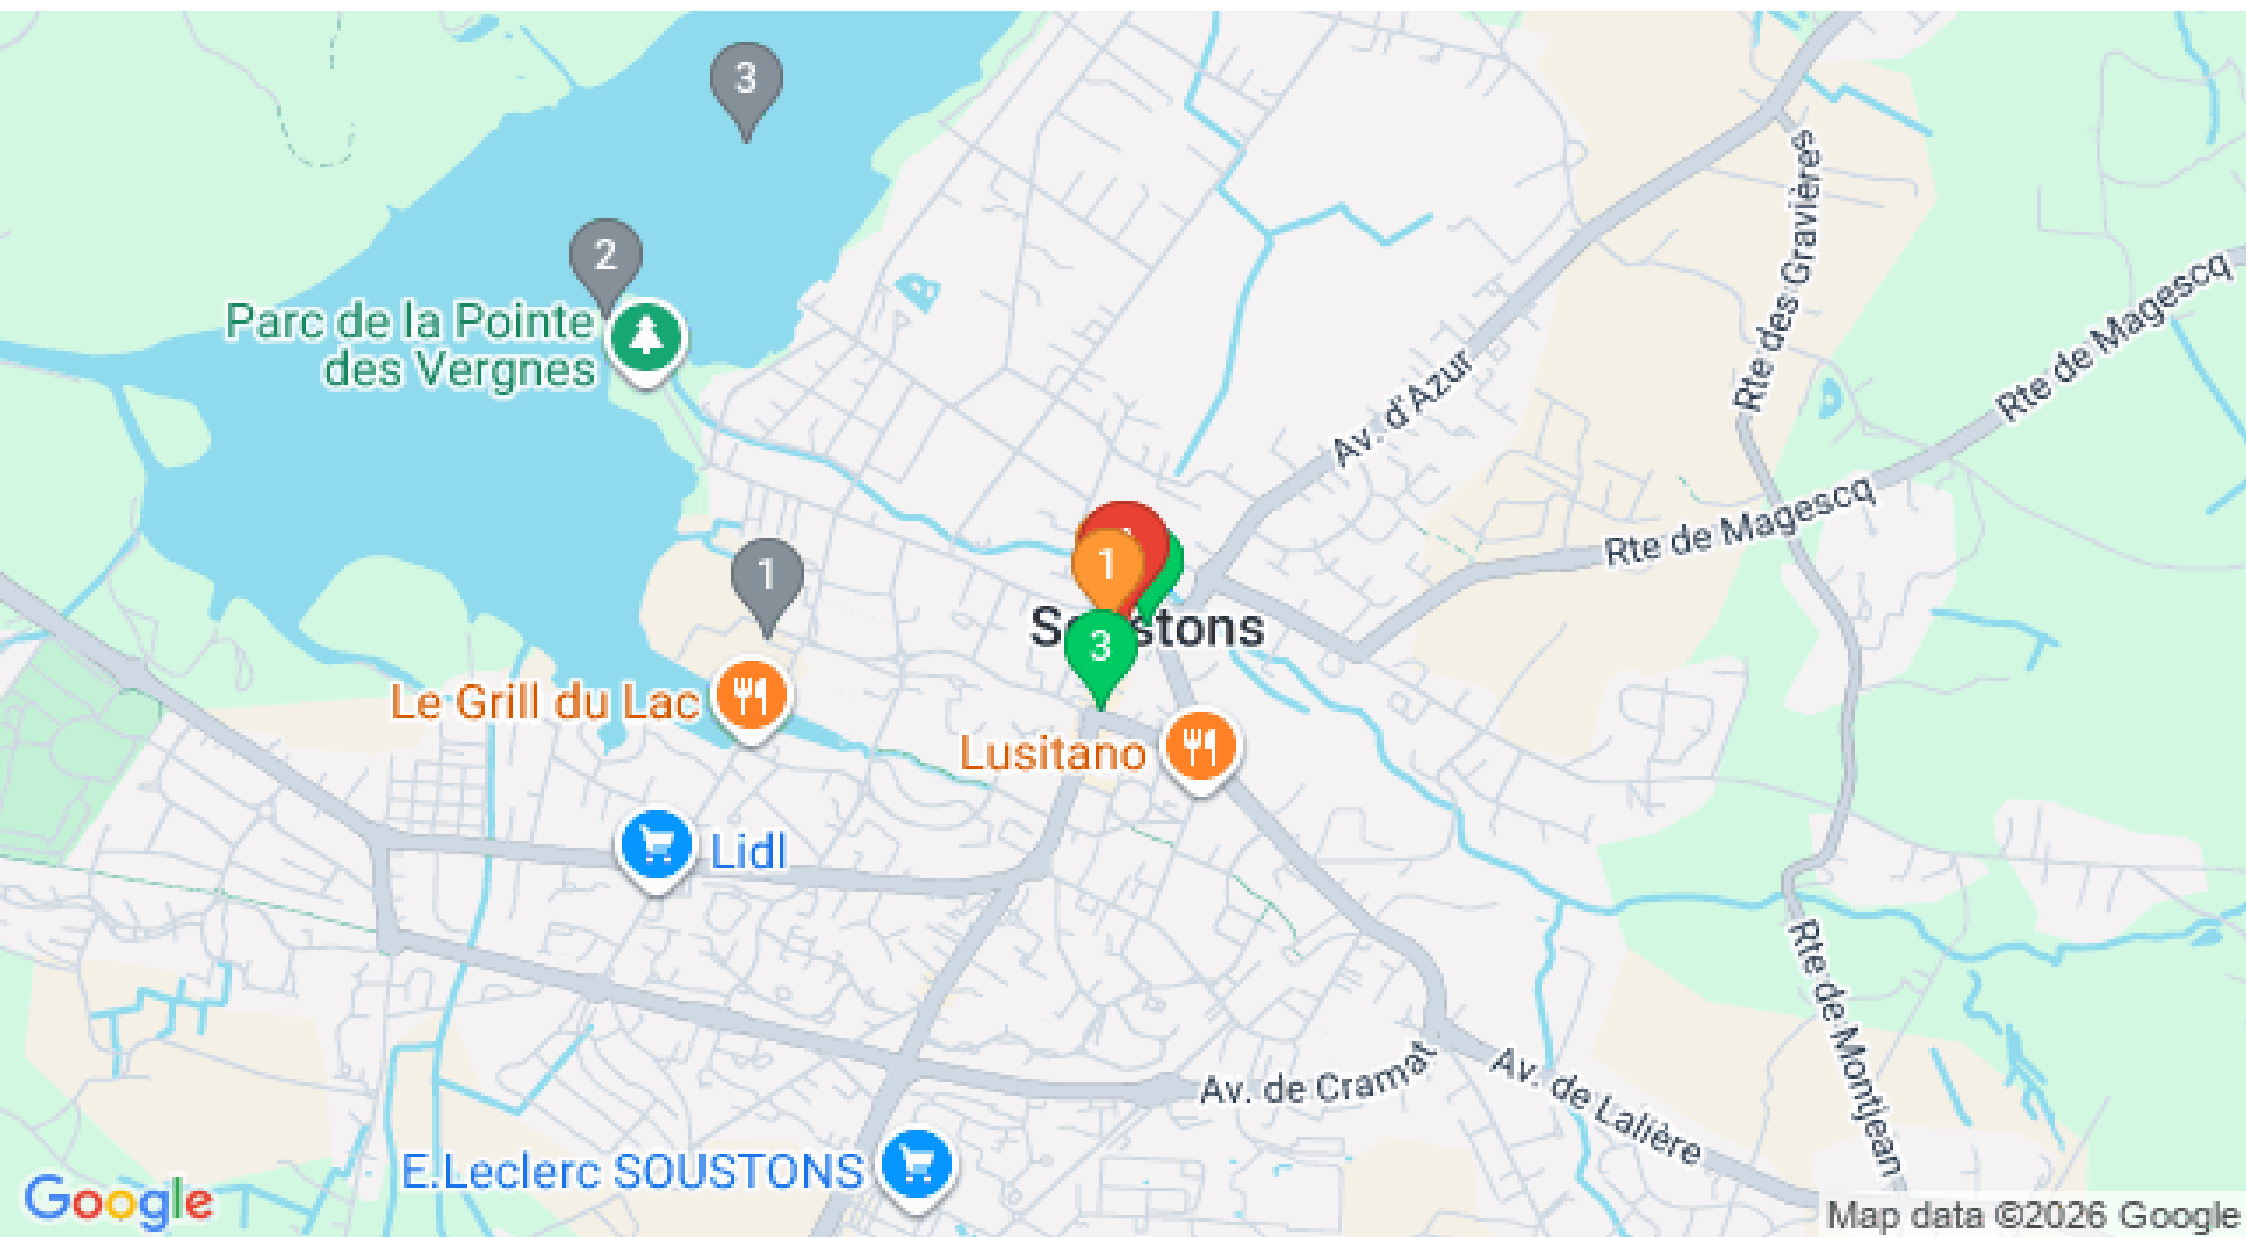 3
2
Parc de la Pointe
des Vergnes
Rte des Gravières
Rte de Magescq
Av. d'Azur
Rte de Magescq
1
1
3
Le Grill du Lac
Lusitano
Lidl
Rte de Montjean
Av. de Cramat
Av. de Lalière
E.Leclerc SOUSTONS
Google
Map data ©2026 Google